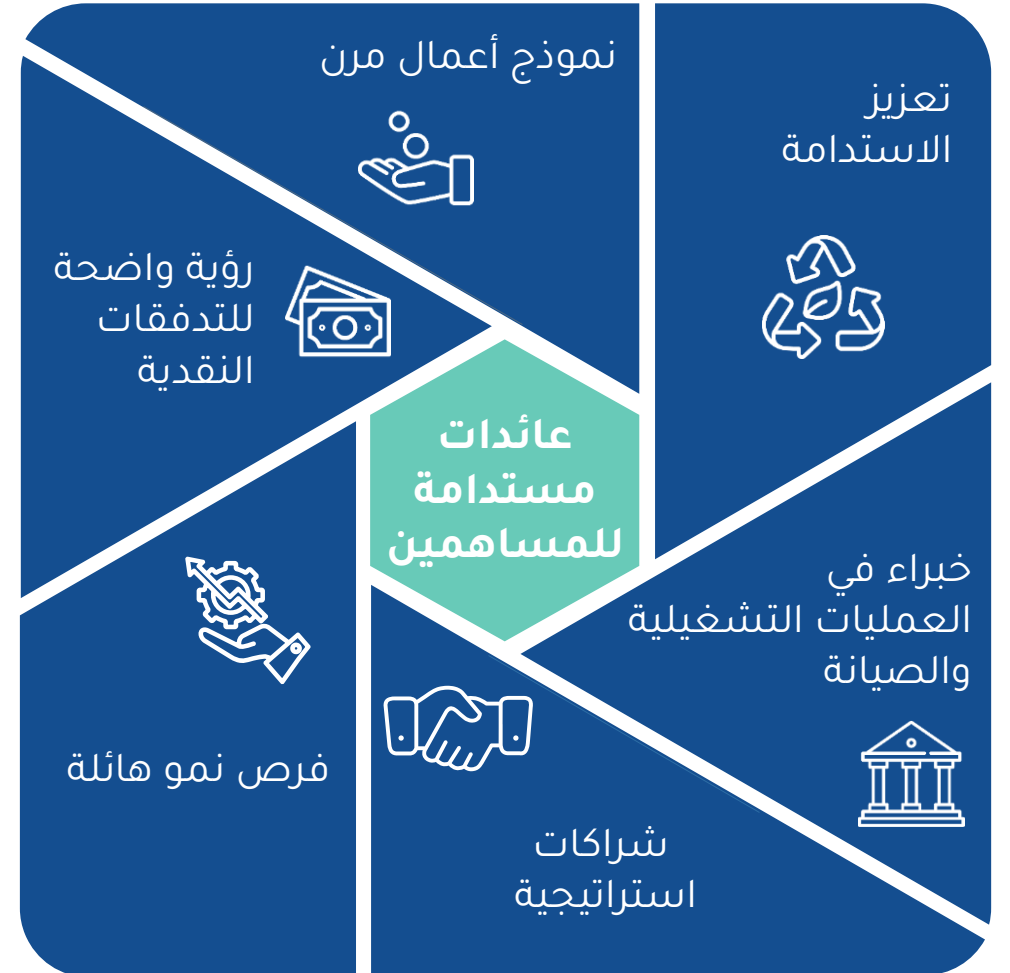 نموذج أعمال مرن
تعزيز
الاستدامة
رؤية واضحة
للتدفقات
النقدية
عائدات
مستدامة
للمساهمين
خبراء في
العمليات التشغيلية
والصيانة
فرص نمو هائلة
شراكات
استراتيجية